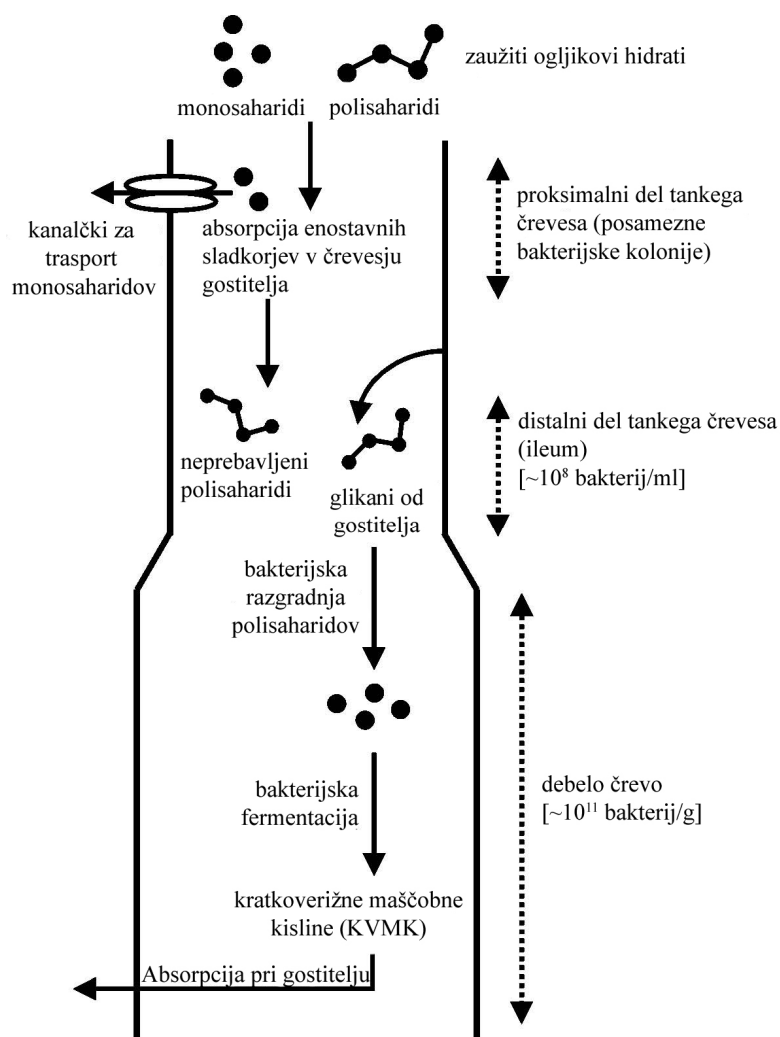 zaužiti ogljikovi hidrati
monosaharidi
polisaharidi
kanalčki za
trasport
monosaharidov
absorpcija enostavnih
sladkorjev v črevesju
gostitelja
proksimalni del tankega
črevesa (posamezne
bakterijske kolonije)
neprebavljeni
polisaharidi
glikani od
gostitelja
distalni del tankega črevesa
(ileum)
[~10⁸ bakterij/ml]
bakterijska
razgradnja
polisaharidov
bakterijska
fermentacija
debelo črevo
[~10¹¹ bakterij/g]
kratkoverižne maščobne
kisline (KVMK)
Absorpcija pri gostitelju